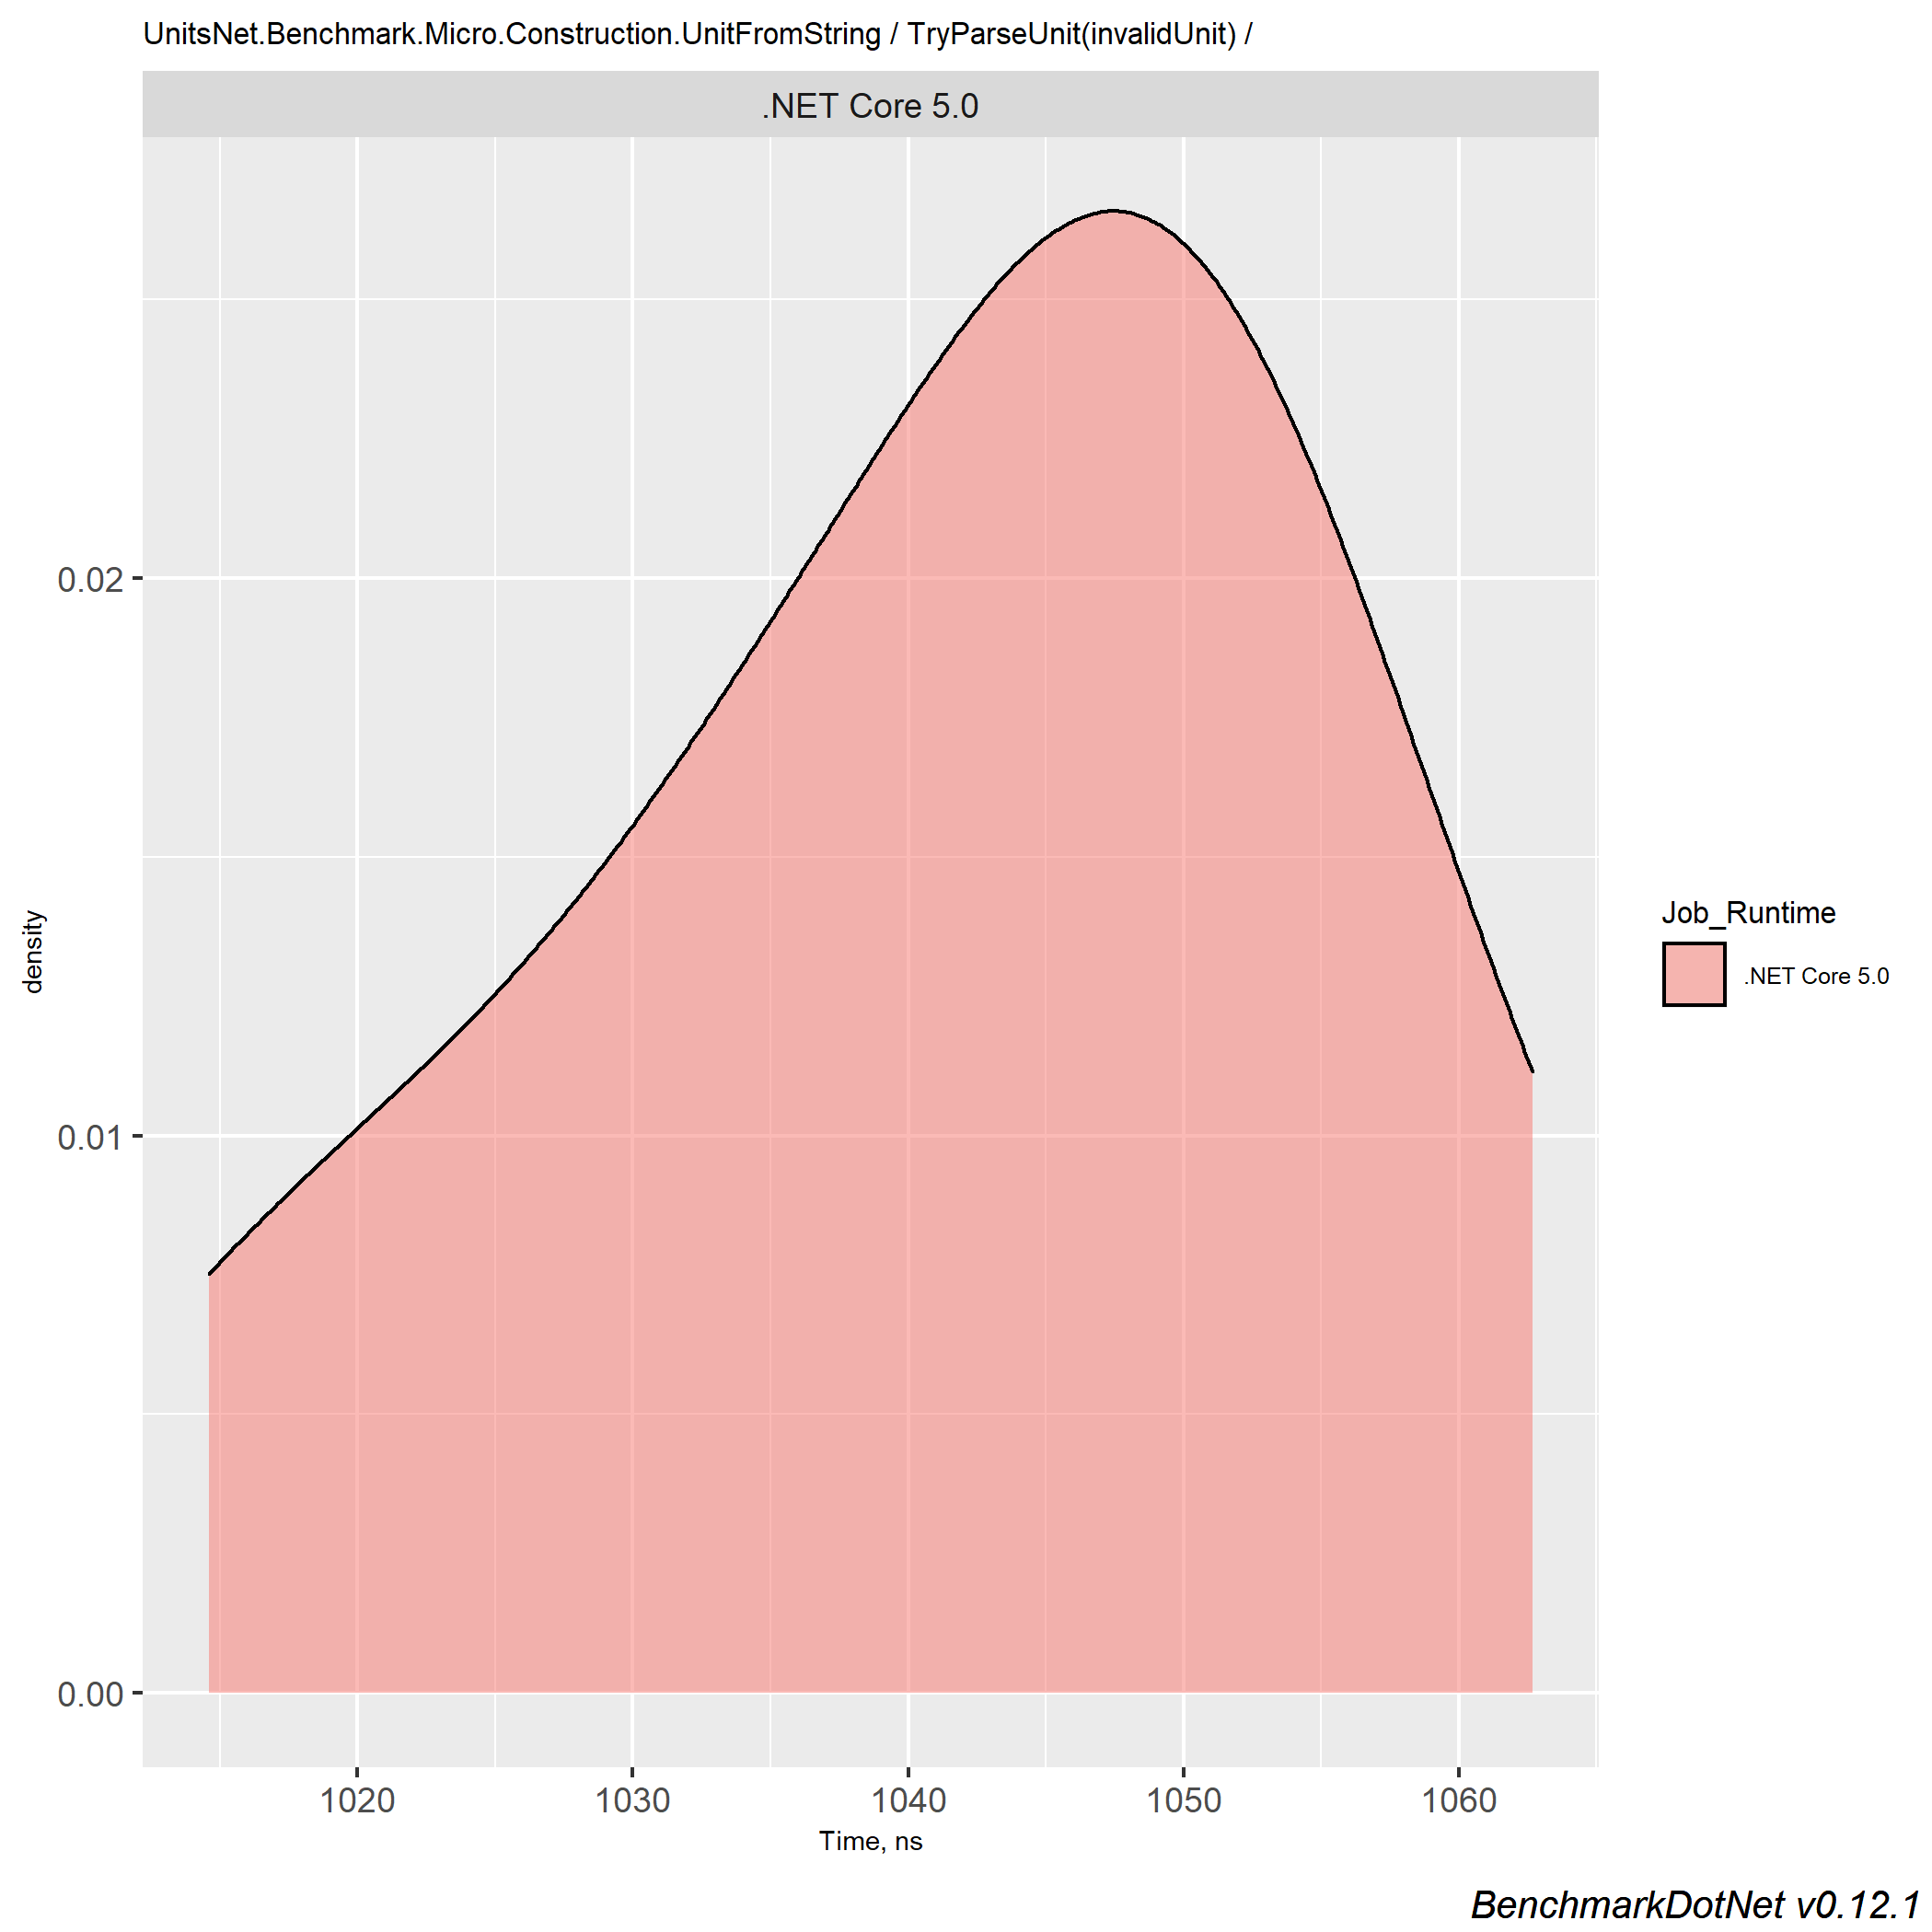 UnitsNet.Benchmark.Micro.Construction.UnitFromString / TryParseUnit(invalidUnit) /
.NET Core 5.0
0.02
0.01
0.00
density
1020 1030 1040 1050 1060
Time, ns
Job_Runtime
.NET Core 5.0
BenchmarkDotNet v0.12.1